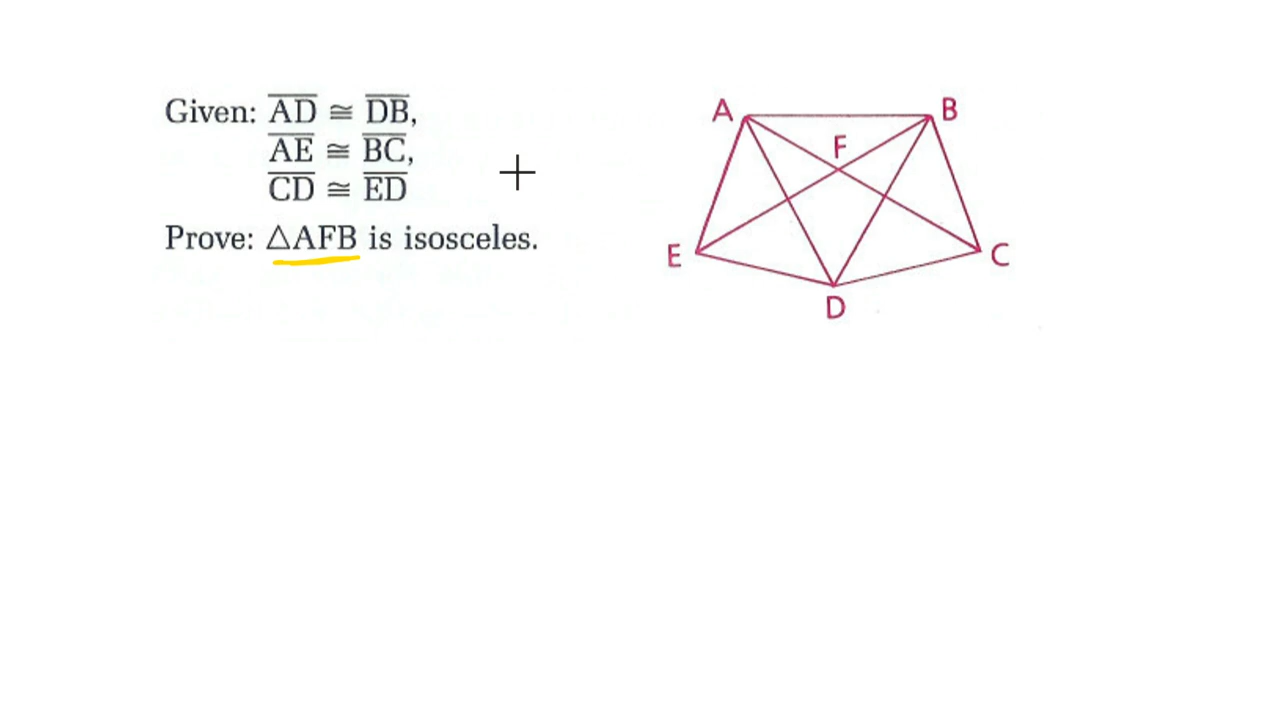 Given: AD ≅ DB,
AE ≅ BC,
CD ≅ ED
Prove: △AFB is isosceles.
A
B
F
E
C
D